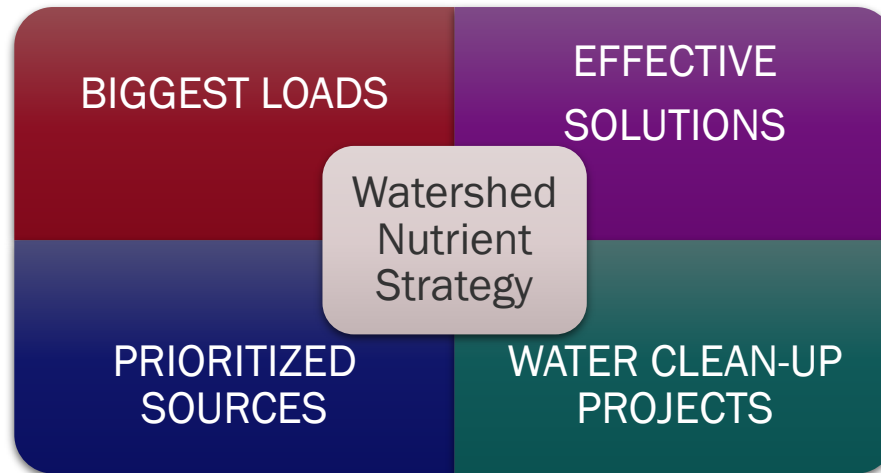 BIGGEST LOADS
EFFECTIVE
SOLUTIONS
Watershed
Nutrient
Strategy
PRIORITIZED
SOURCES
WATER CLEAN-UP
PROJECTS